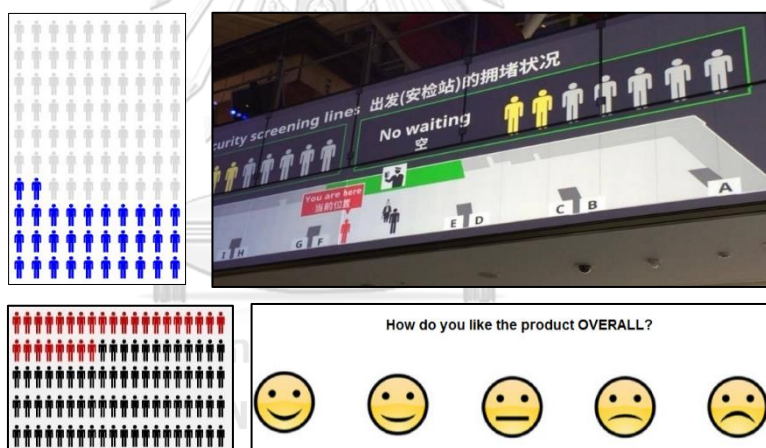 出发(安检站)的拥堵状况
screening lines
No waiting
空
You are here
当前位置
E
I H
G F
E D
C B
A
How do you like the product OVERALL?